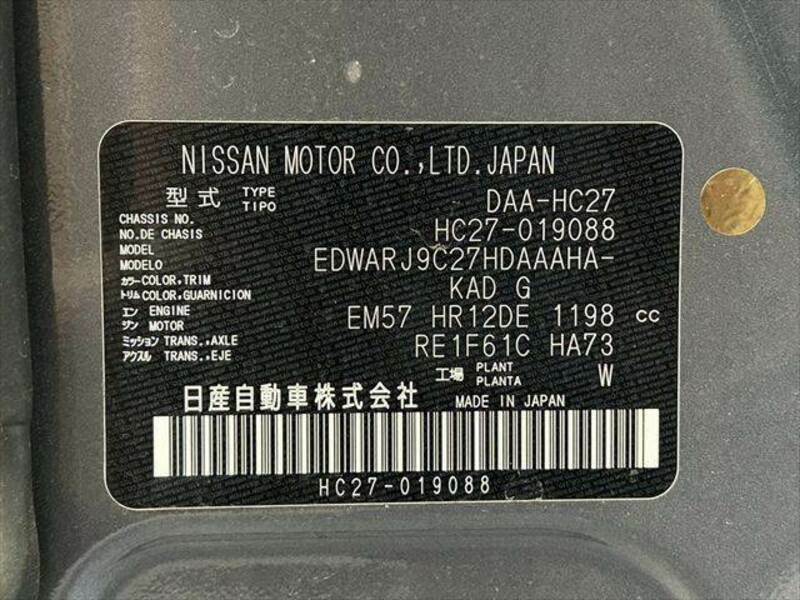 NISSAN MOTOR CO.,LTD.JAPAN
型式 TYPE TIPO DAA-HC27
CHASSIS NO. NO.DE CHASIS HC27-019088
MODEL MODELO EDWARJ9C27HDAAAHA-
カラー COLOR,TRIM トリム COLOR,GUARNICION KAD G
エンジン ENGINE MOTOR EM57 HR12DE 1198 cc
ミッション TRANS.,AXLE アクスル TRANS.,EJE RE1F61C HA73
工場 PLANT PLANTA W
日産自動車株式会社 MADE IN JAPAN
HC27-019088